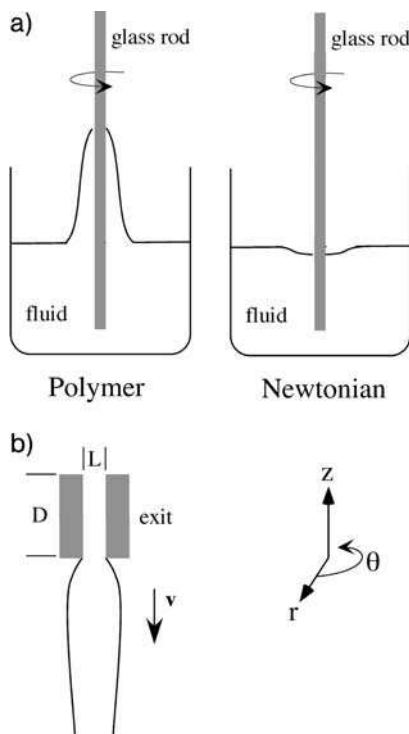 a)
glass rod
glass rod
fluid
fluid
Polymer
Newtonian
b)
L
D
exit
v
z
θ
r